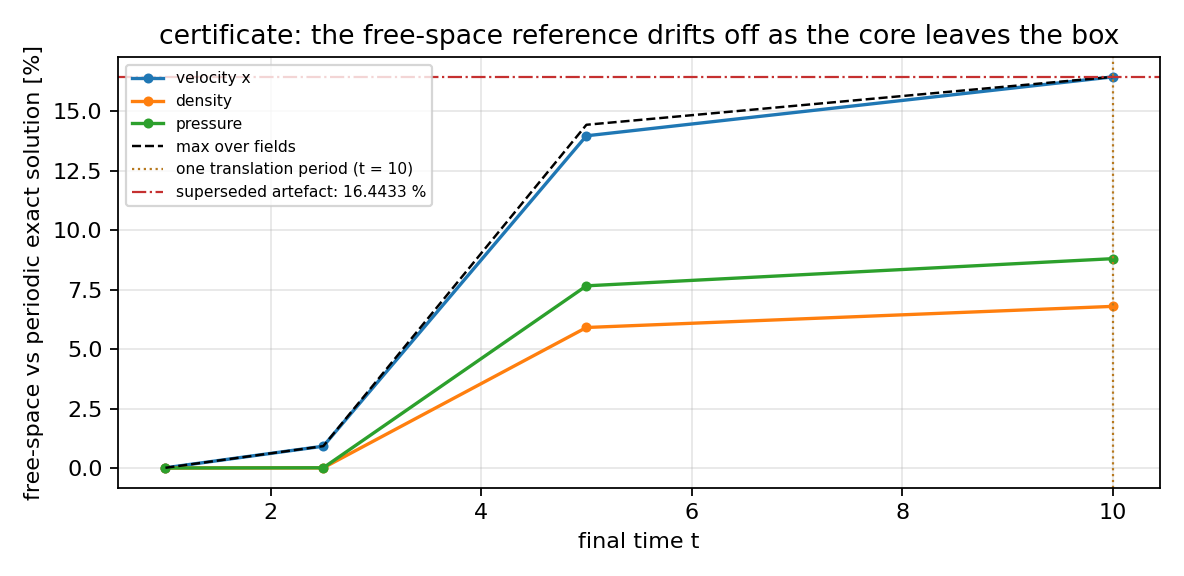 certificate: the free-space reference drifts off as the core leaves the box
free-space vs periodic exact solution [%]
15.0
12.5
10.0
7.5
5.0
2.5
0.0
velocity x
density
pressure
max over fields
one translation period (t = 10)
superseded artefact: 16.4433 %
2
4
6
8
10
final time t